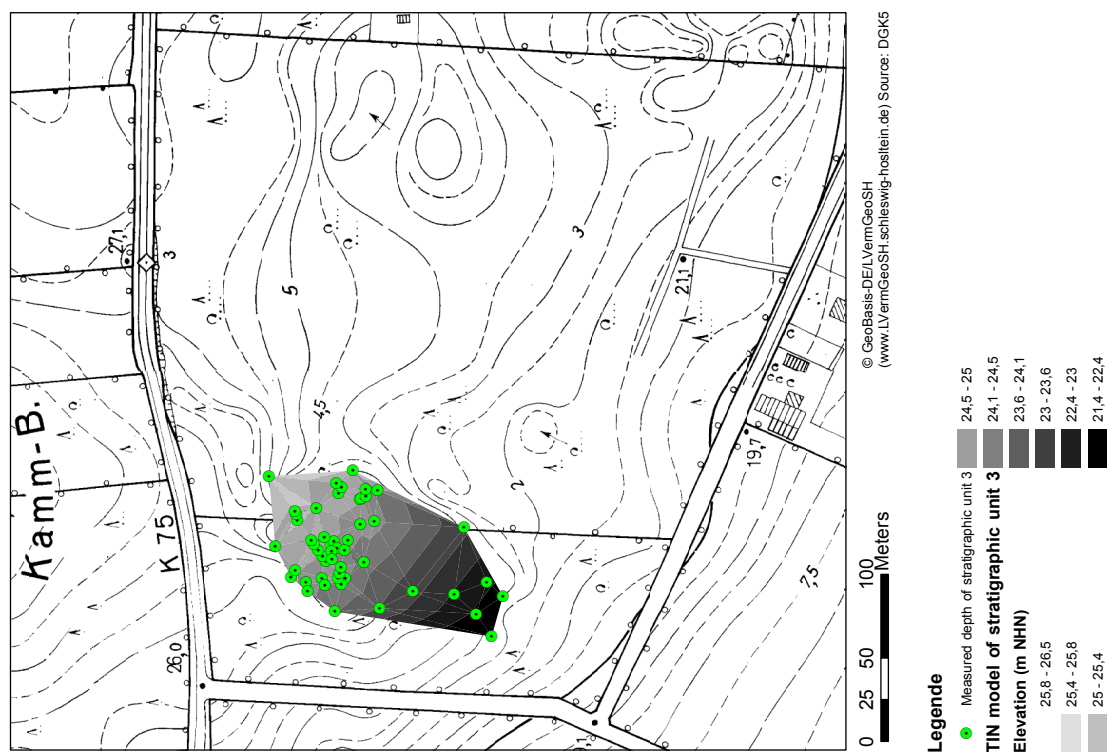 Kamm-B.
K 75
27,1
3
26,0
5
4,5
3
2
21,1
19,7
7,5
9,1
© GeoBasis-DE/LVermGeoSH
(www.LVermGeoSH.schleswig-hosltein.de) Source: DGK5
0 25 50 100
Meters
Legende
Measured depth of stratigraphic unit 3
TIN model of stratigraphic unit 3
Elevation (m NHN)
25,8 - 26,5
25,4 - 25,8
25 - 25,4
24,5 - 25
24,1 - 24,5
23,6 - 24,1
23 - 23,6
22,4 - 23
21,4 - 22,4